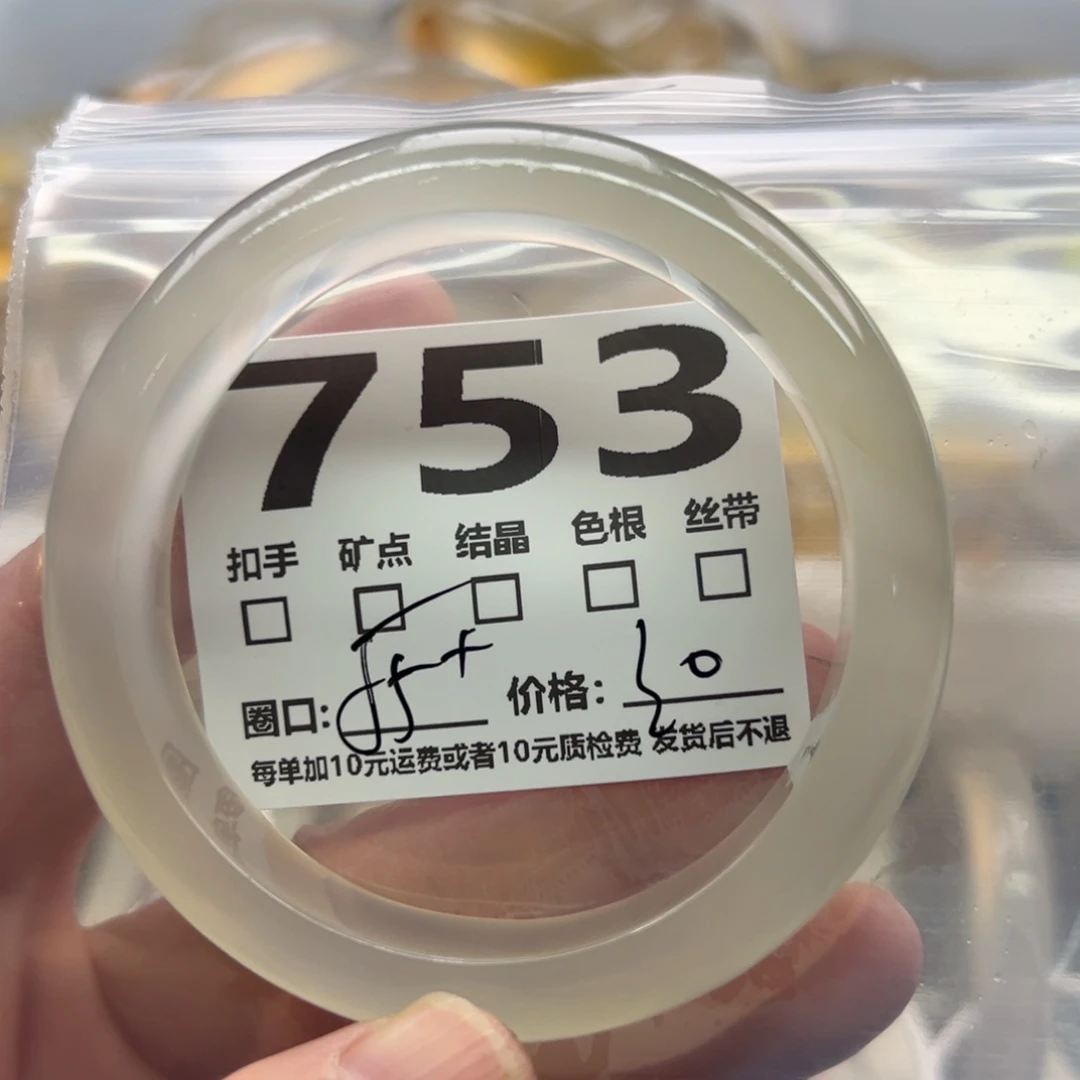 753
扣手 矿点 结晶 色根 丝带
圈口: 价格:
每单加10元运费或者10元质检费 发货后不退